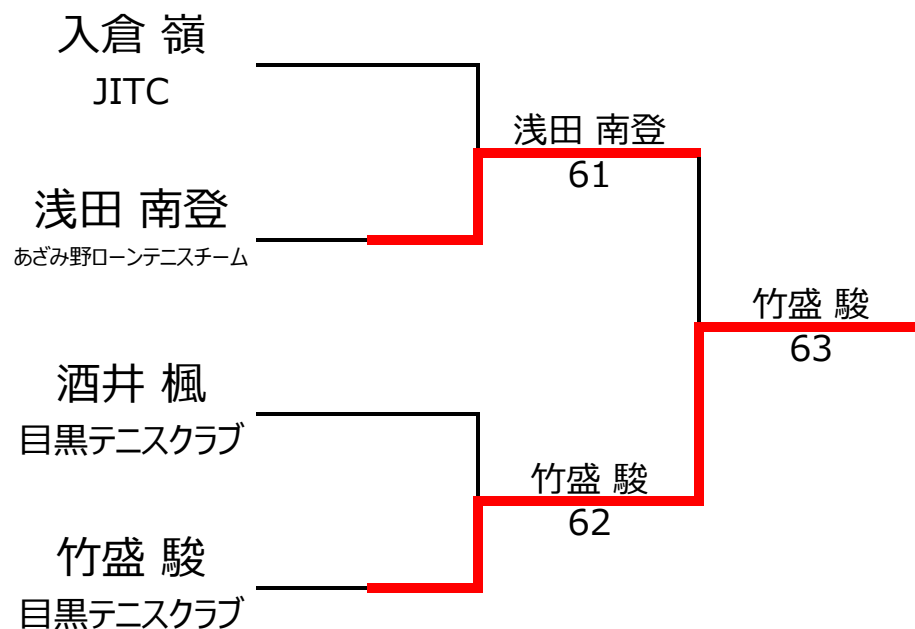 入倉 嶺
JITC
浅田 南登
61
浅田 南登
あざみ野ローンテニスチーム
竹盛 駿
63
酒井 楓
目黒テニスクラブ
竹盛 駿
62
竹盛 駿
目黒テニスクラブ